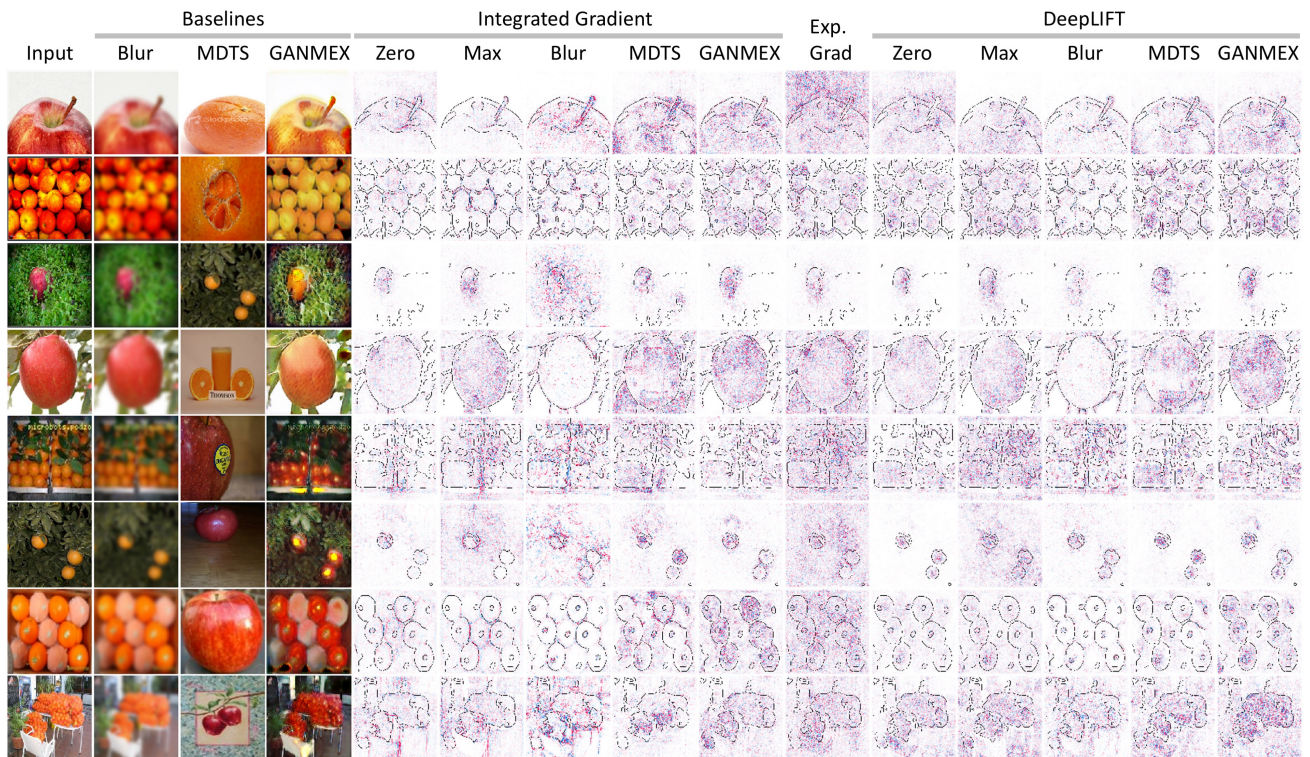 Baselines
Integrated Gradient
Exp.
Grad
DeepLIFT
Input
Blur
MDTS
GANMEX
Zero
Max
Blur
MDTS
GANMEX
Zero
Max
Blur
MDTS
GANMEX
THOMSON